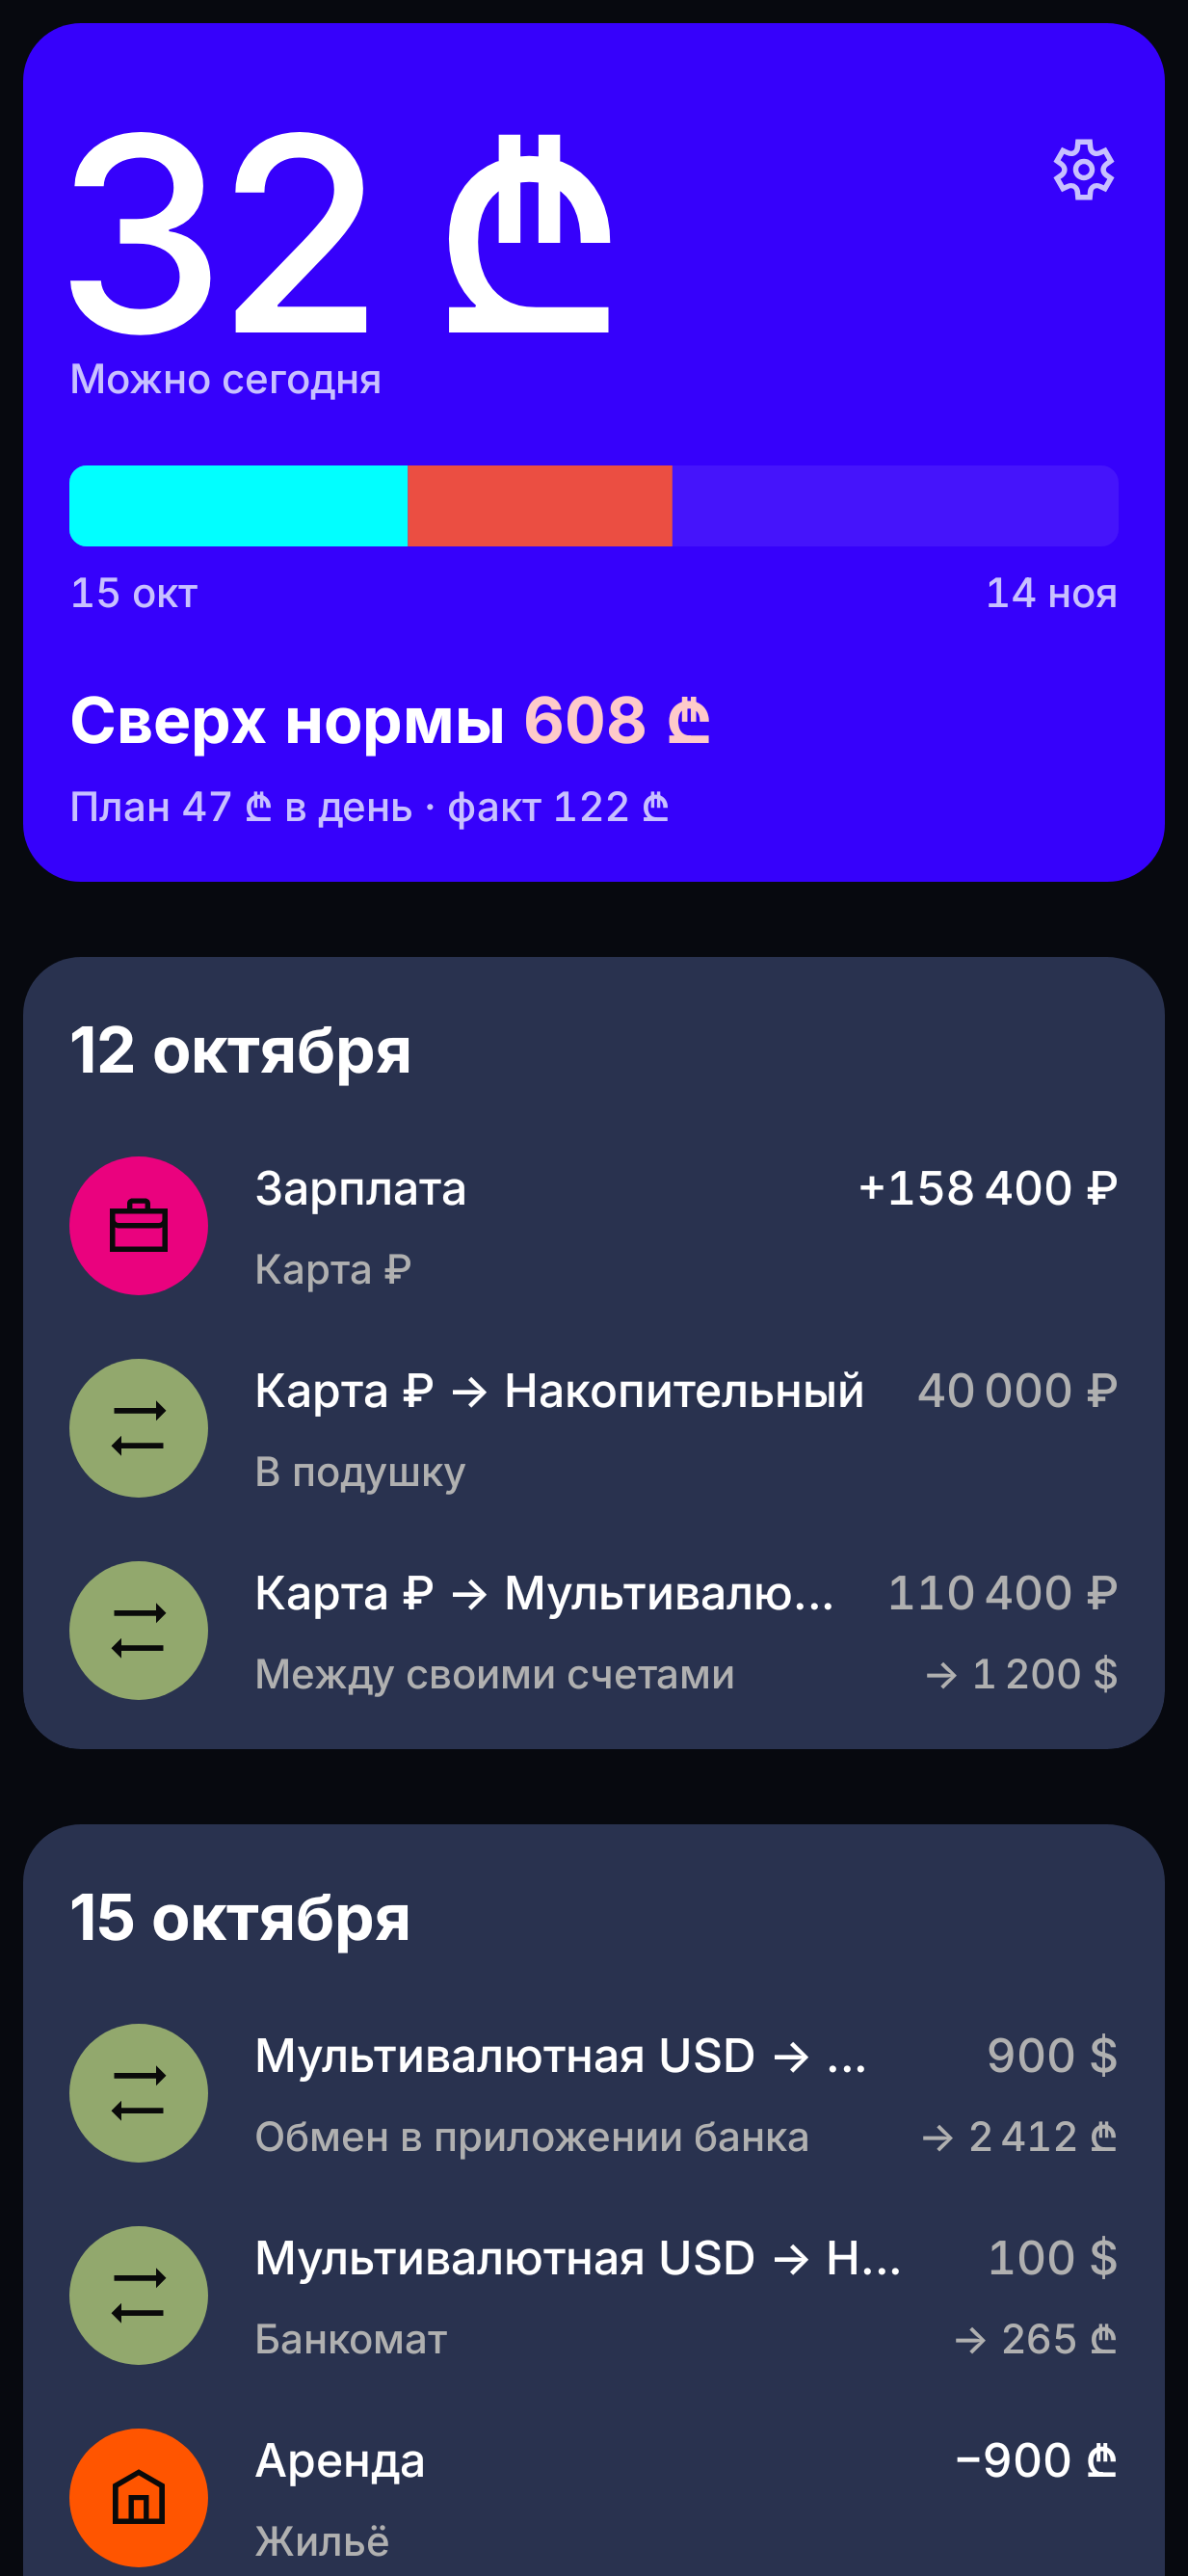 32 ₾
Можно сегодня
15 окт
14 ноя
Сверх нормы 608 ₾
План 47 ₾ в день · факт 122 ₾
12 октября
Зарплата
+158 400 ₽
Карта ₽
Карта ₽ → Накопительный
40 000 ₽
В подушку
Карта ₽ → Мультивалю...
110 400 ₽
Между своими счетами
→ 1 200 $
15 октября
Мультивалютная USD → ...
900 $
Обмен в приложении банка
→ 2 412 ₾
Мультивалютная USD → Н...
100 $
Банкомат
→ 265 ₾
Аренда
−900 ₾
Жильё